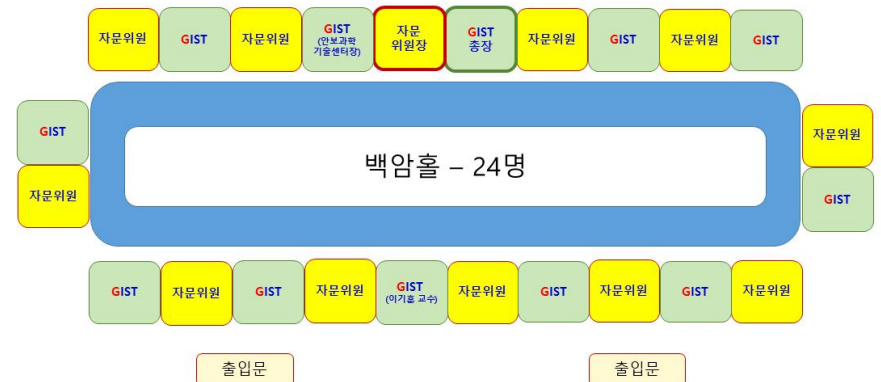 자문위원
GIST
자문위원
GIST
(안보과학
기술센터장)
자문
위원장
GIST
총장
자문위원
GIST
자문위원
GIST
GIST
자문위원
백암홀 – 24명
자문위원
GIST
GIST
자문위원
GIST
자문위원
GIST
(이기흠 교수)
자문위원
GIST
자문위원
GIST
자문위원
출입문
출입문